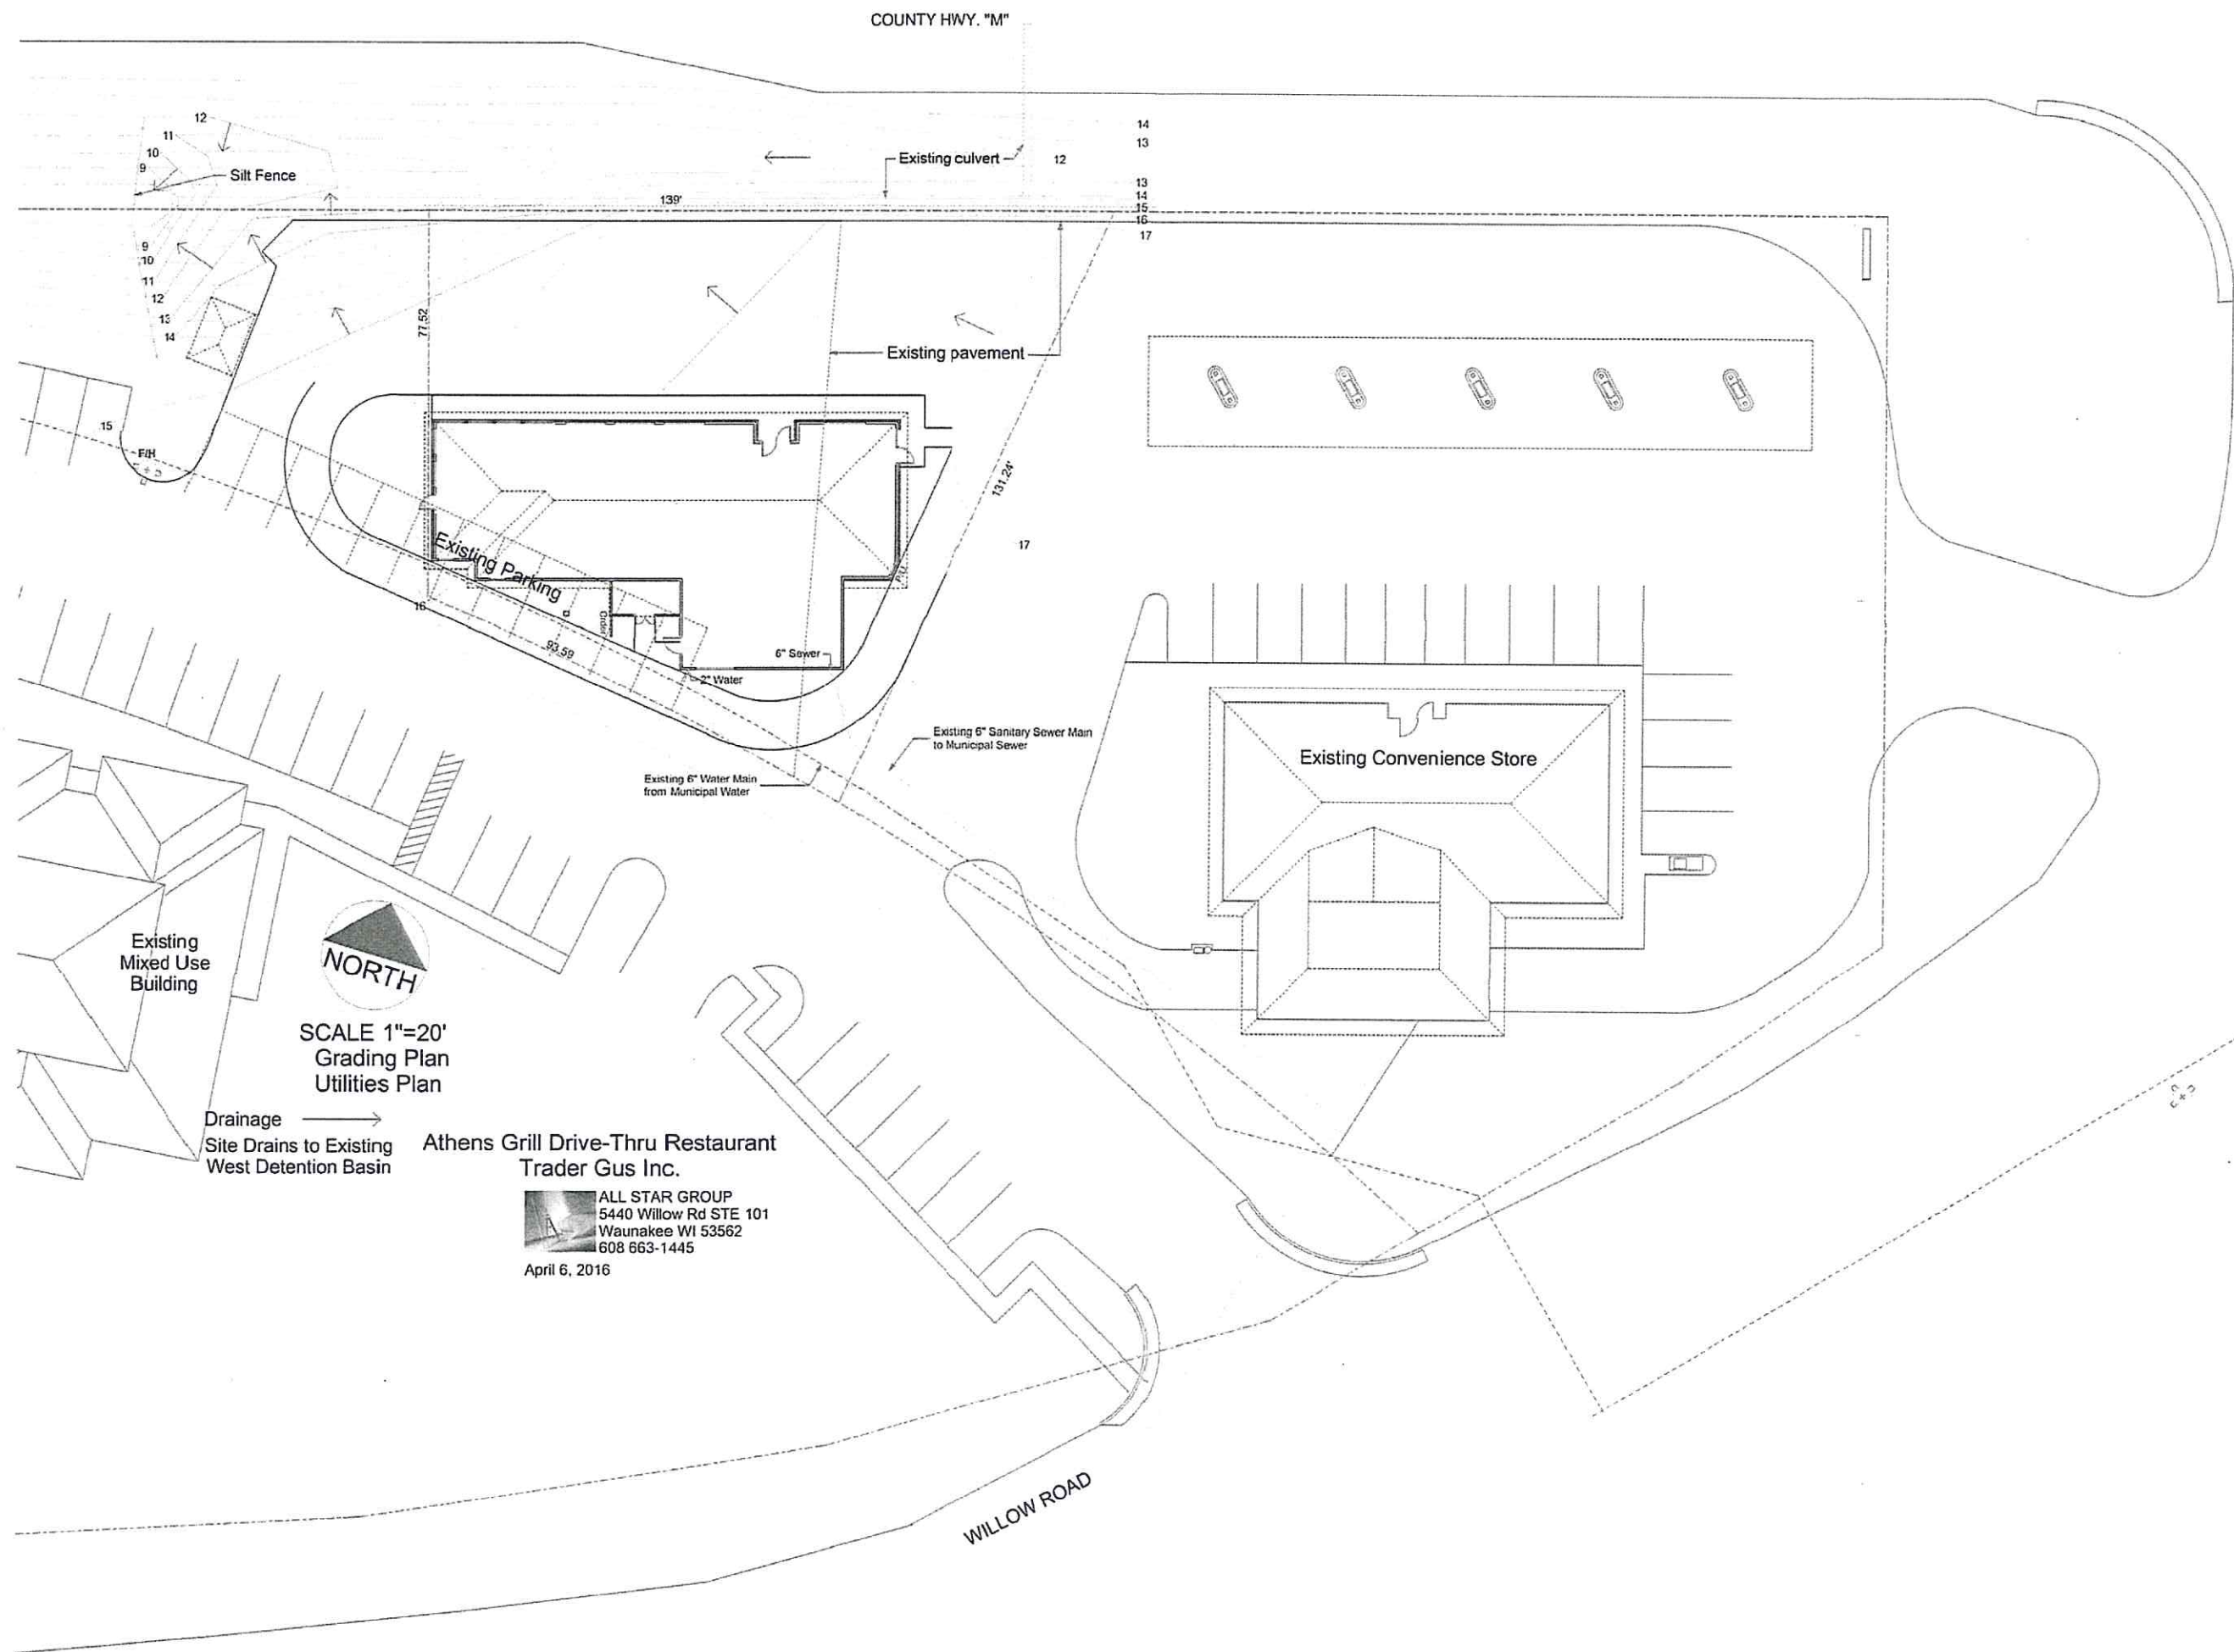 COUNTY HWY. "M"
12
11
10
9
Silt Fence
Existing culvert
14
13
12
13
14
15
16
17
139'
9
10
11
12
13
14
77.52
Existing pavement
15
F/H
131.24'
17
Existing Parking
16
Order
93.59
6" Sewer
2" Water
Existing 6" Sanitary Sewer Main
to Municipal Sewer
Existing 6" Water Main
from Municipal Water
Existing Convenience Store
Existing
Mixed Use
Building
NORTH
SCALE 1"=20'
Grading Plan
Utilities Plan
Drainage
Site Drains to Existing
West Detention Basin
Athens Grill Drive-Thru Restaurant
Trader Gus Inc.
ALL STAR GROUP
5440 Willow Rd STE 101
Waunakee WI 53562
608 663-1445
April 6, 2016
WILLOW ROAD